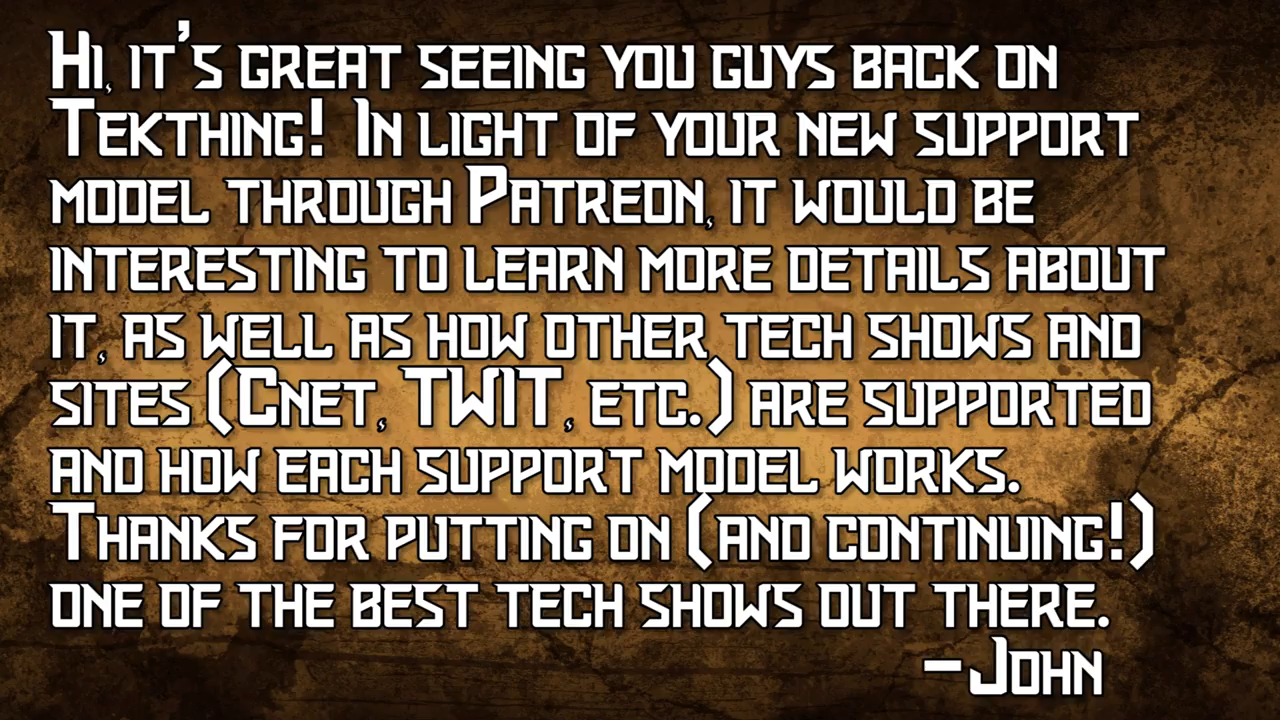 Hi, it's great seeing you guys back on
Tekthing! In light of your new support
model through Patreon, it would be
interesting to learn more details about
it, as well as how other tech shows and
sites (Cnet, TWIT, etc.) are supported
and how each support model works.
Thanks for putting on (and continuing!)
one of the best tech shows out there.
-John